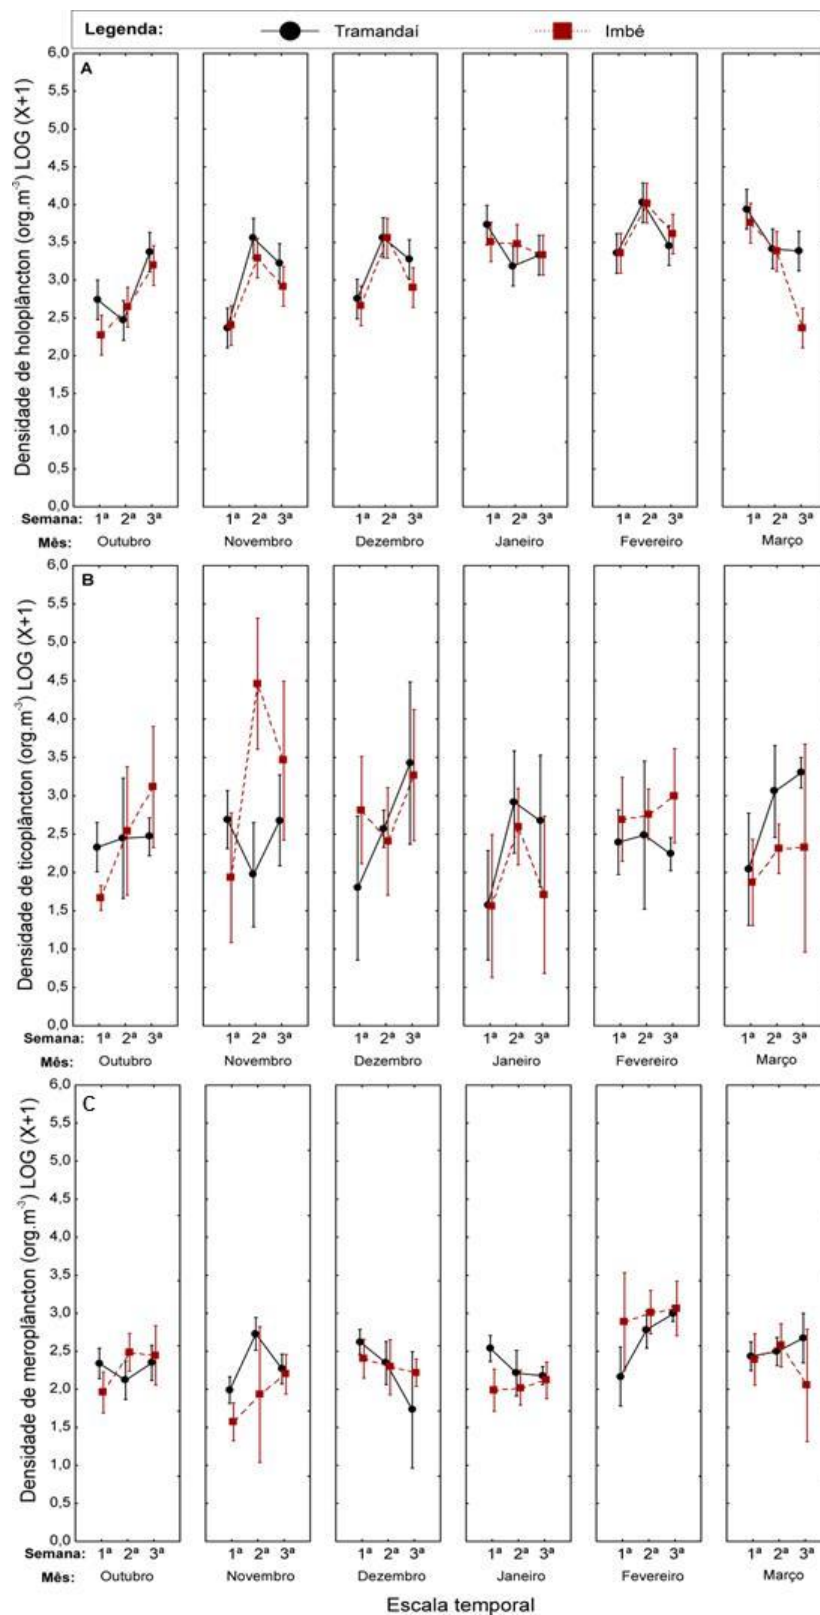 Legenda: Tramandaí Imbé
A
Densidade de holoplâncton (org.m⁻³) LOG (X+1)
6,0
5,5
5,0
4,5
4,0
3,5
3,0
2,5
2,0
1,5
1,0
0,5
0,0
Semana: 1ª 2ª 3ª 1ª 2ª 3ª 1ª 2ª 3ª 1ª 2ª 3ª 1ª 2ª 3ª 1ª 2ª 3ª
Mês: Outubro Novembro Dezembro Janeiro Fevereiro Março
B
Densidade de ticoplâncton (org.m⁻³) LOG (X+1)
6,0
5,5
5,0
4,5
4,0
3,5
3,0
2,5
2,0
1,5
1,0
0,5
0,0
Semana: 1ª 2ª 3ª 1ª 2ª 3ª 1ª 2ª 3ª 1ª 2ª 3ª 1ª 2ª 3ª 1ª 2ª 3ª
Mês: Outubro Novembro Dezembro Janeiro Fevereiro Março
C
Densidade de meroplâncton (org.m⁻³) LOG (X+1)
6,0
5,5
5,0
4,5
4,0
3,5
3,0
2,5
2,0
1,5
1,0
0,5
0,0
Semana: 1ª 2ª 3ª 1ª 2ª 3ª 1ª 2ª 3ª 1ª 2ª 3ª 1ª 2ª 3ª 1ª 2ª 3ª
Mês: Outubro Novembro Dezembro Janeiro Fevereiro Março
Escala temporal